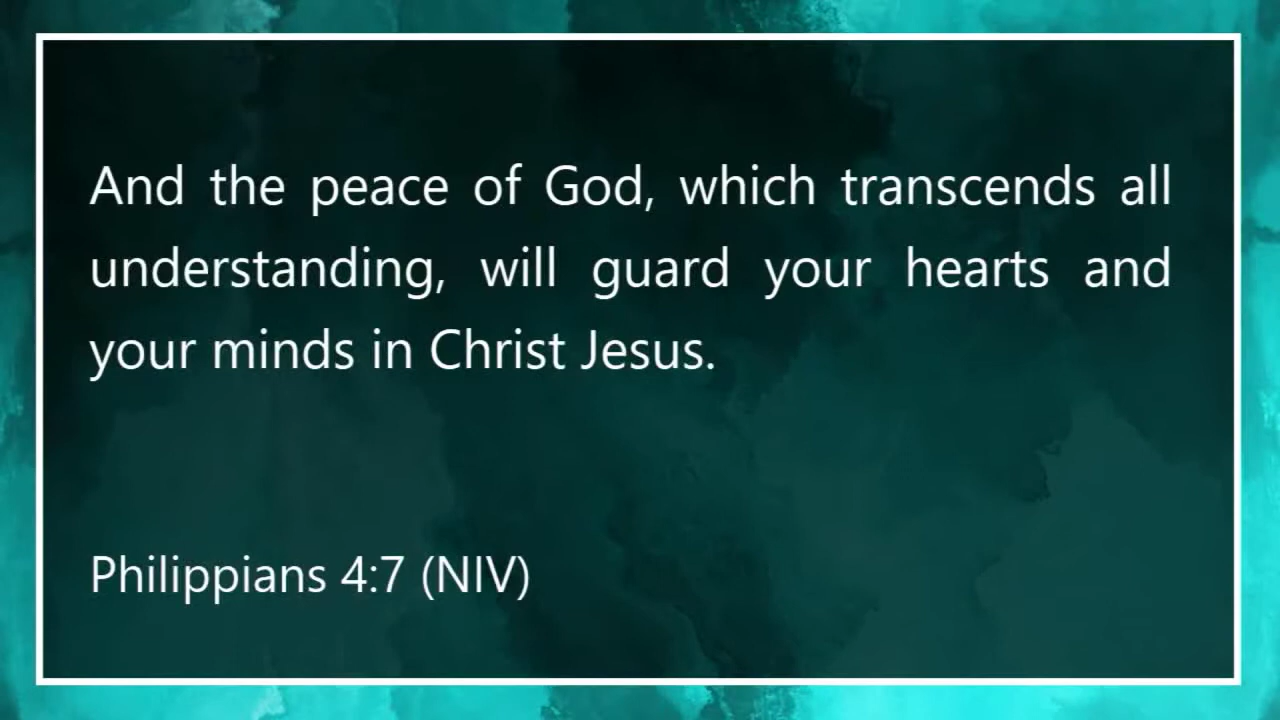 And the peace of God, which transcends all
understanding, will guard your hearts and
your minds in Christ Jesus.
Philippians 4:7 (NIV)